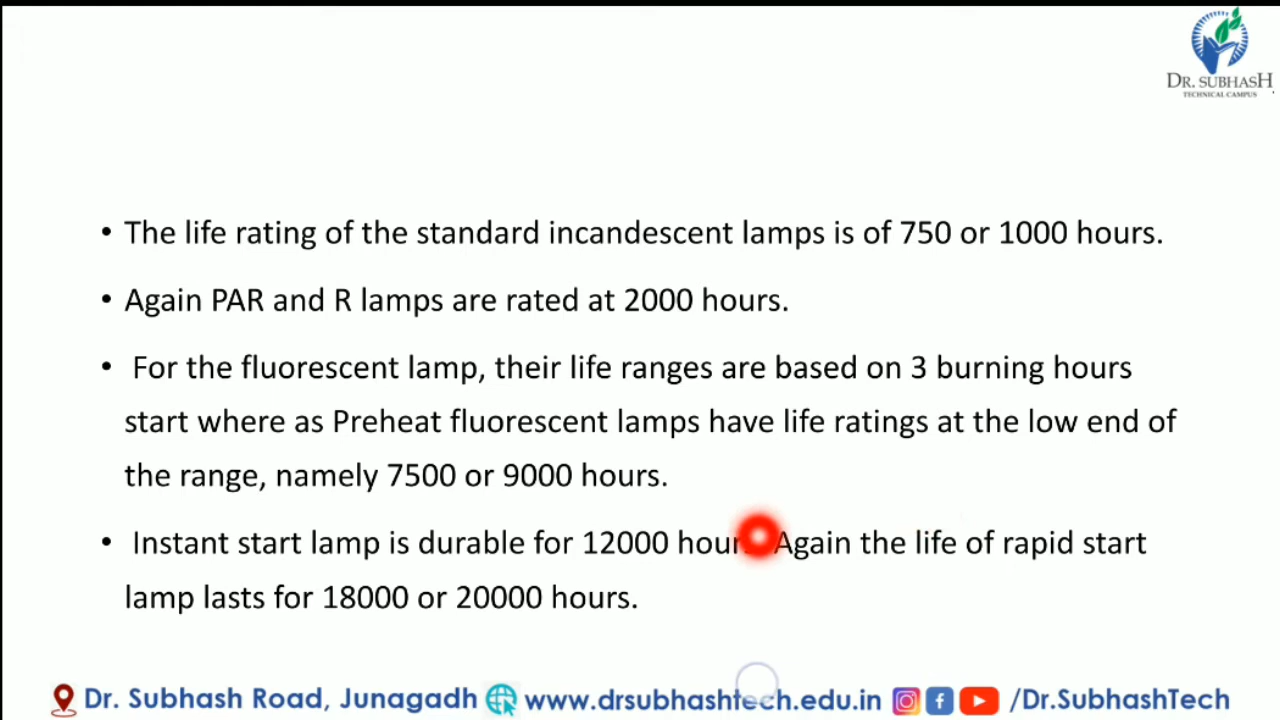 DR. SUBHASH
TECHNICAL CAMPUS
• The life rating of the standard incandescent lamps is of 750 or 1000 hours.
• Again PAR and R lamps are rated at 2000 hours.
• For the fluorescent lamp, their life ranges are based on 3 burning hours
start where as Preheat fluorescent lamps have life ratings at the low end of
the range, namely 7500 or 9000 hours.
• Instant start lamp is durable for 12000 Again the life of rapid start
lamp lasts for 18000 or 20000 hours.
Dr. Subhash Road, Junagadh www.drsubhashtech.edu.in /Dr.SubhashTech